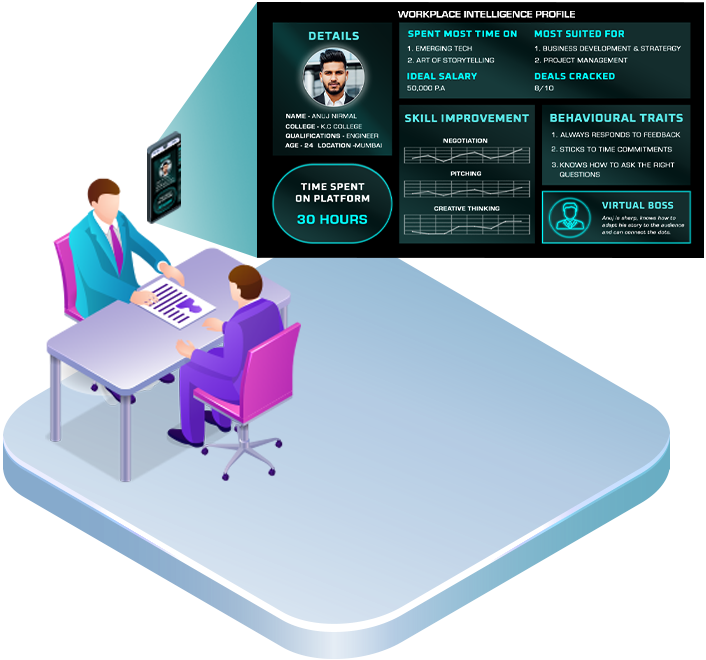 WORKPLACE INTELLIGENCE PROFILE
DETAILS
NAME - ANUJ NIRMAL
COLLEGE - K.C COLLEGE
QUALIFICATIONS - ENGINEER
AGE - 24 LOCATION -MUMBAI
TIME SPENT
ON PLATFORM
30 HOURS
SPENT MOST TIME ON
1. EMERGING TECH
2. ART OF STORYTELLING
IDEAL SALARY
50,000 P.A
MOST SUITED FOR
1. BUSINESS DEVELOPMENT & STRATERGY
2. PROJECT MANAGEMENT
DEALS CRACKED
8/10
SKILL IMPROVEMENT
NEGOTIATION
PITCHING
CREATIVE THINKING
BEHAVIOURAL TRAITS
1. ALWAYS RESPONDS TO FEEDBACK
2. STICKS TO TIME COMMITMENTS
3. KNOWS HOW TO ASK THE RIGHT
QUESTIONS
VIRTUAL BOSS
Anuj is sharp, knows how to
adapt his story to the audience
and can connect the dots.